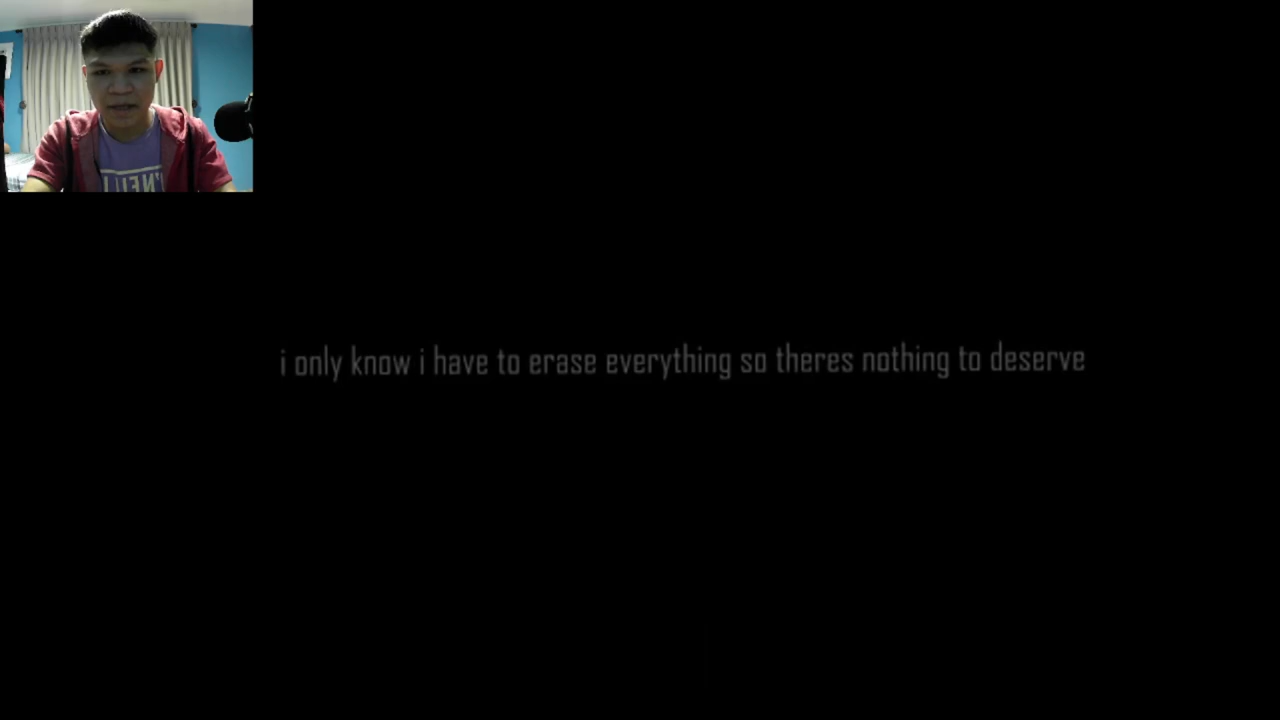 i only know i have to erase everything so theres nothing to deserve